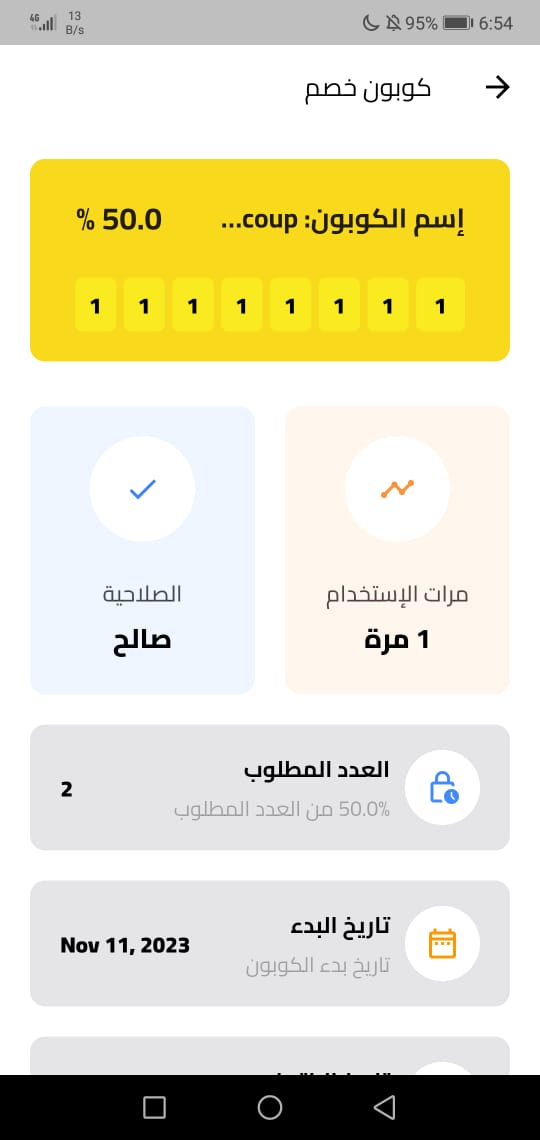 4G 13 B/s 95% 6:54
كوبون خصم
إسم الكوبون: coup... 50.0 %
1 1 1 1 1 1 1 1
مرات الإستخدام
1 مرة
الصلاحية
صالح
العدد المطلوب
50.0% من العدد المطلوب
2
تاريخ البدء
تاريخ بدء الكوبون
Nov 11, 2023